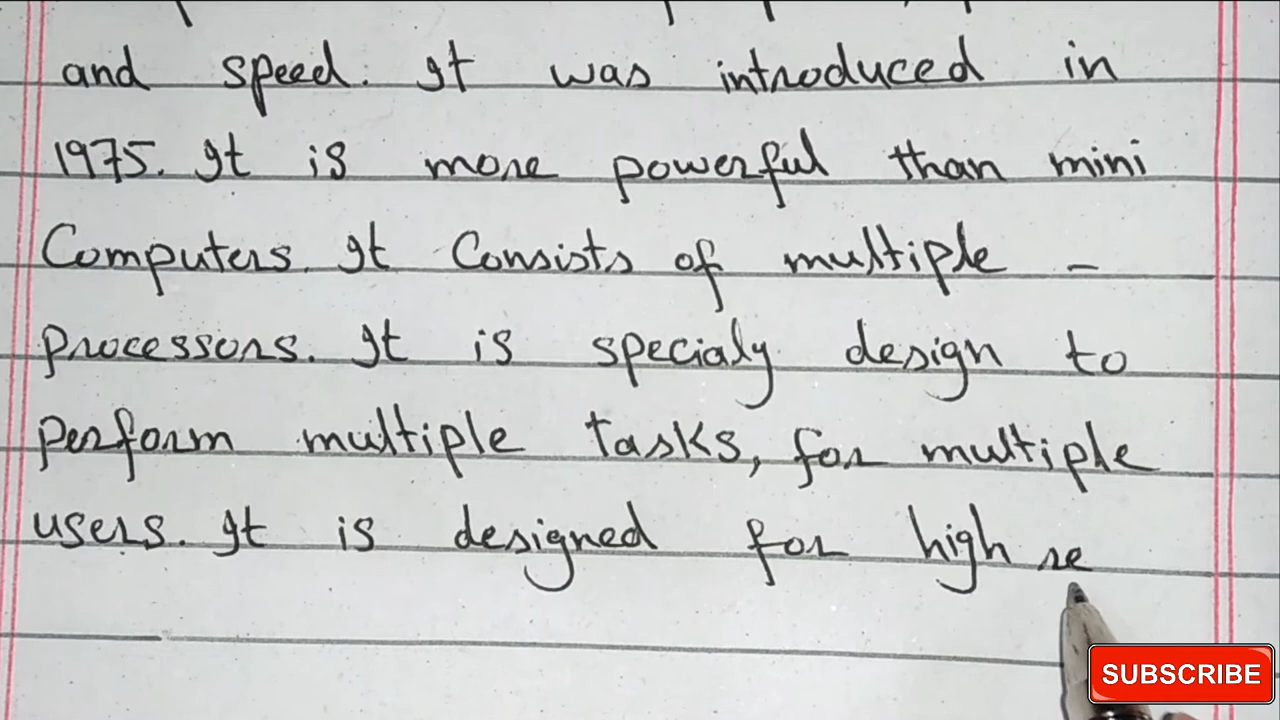 and speed. It was introduced in
1975. It is more powerful than mini
Computers. It Consists of multiple -
processors. It is specialy design to
perform multiple tasks, for multiple
users. It is designed for high re
SUBSCRIBE